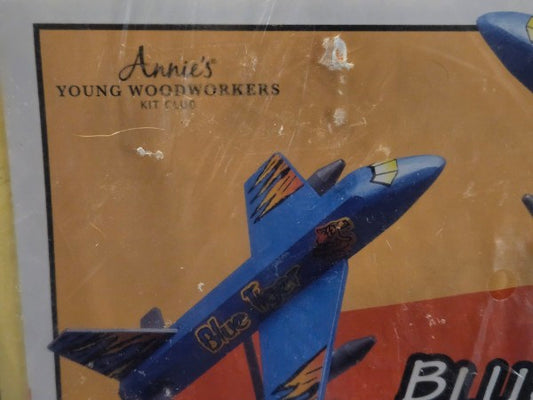 Annie's®
YOUNG WOODWORKERS
KIT CLUB
Blue Tiger
BLU